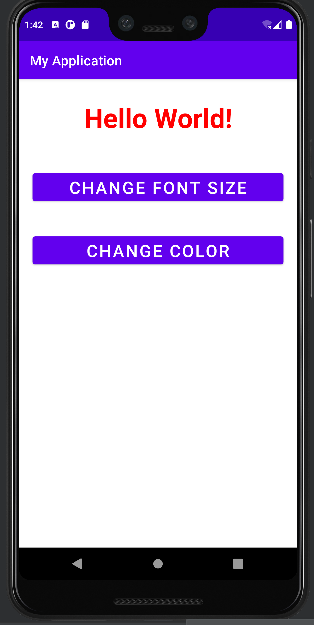 1:42
My Application
Hello World!
CHANGE FONT SIZE
CHANGE COLOR